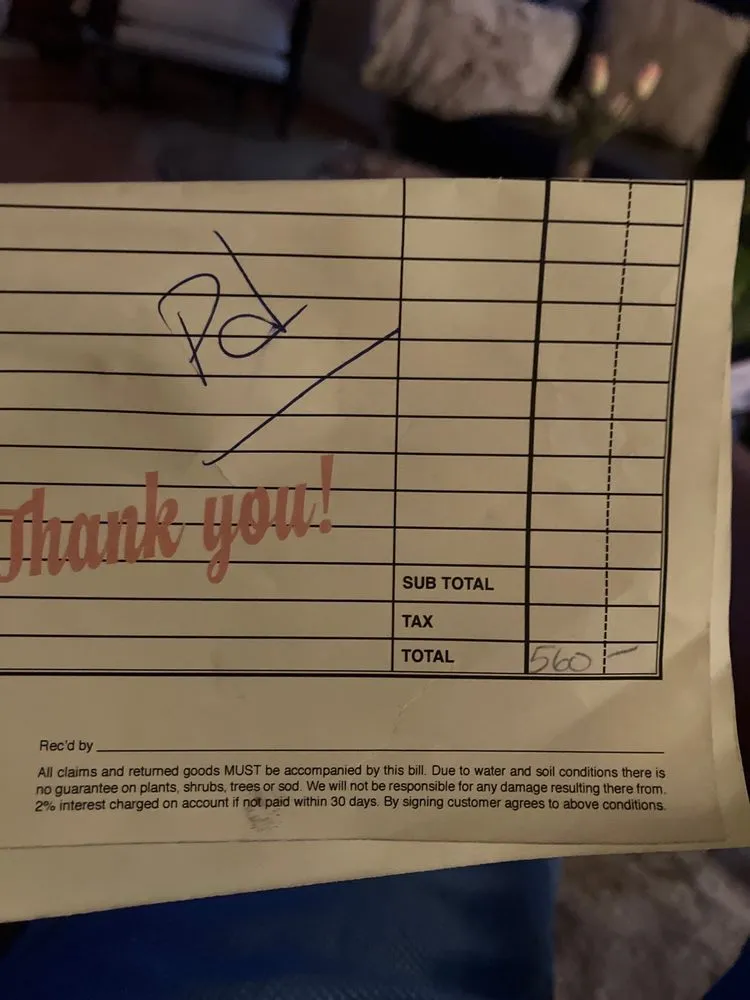 Pd
Thank you!
SUB TOTAL
TAX
TOTAL 560 –
Rec'd by
All claims and returned goods MUST be accompanied by this bill. Due to water and soil conditions there is
no guarantee on plants, shrubs, trees or sod. We will not be responsible for any damage resulting there from.
2% interest charged on account if not paid within 30 days. By signing customer agrees to above conditions.